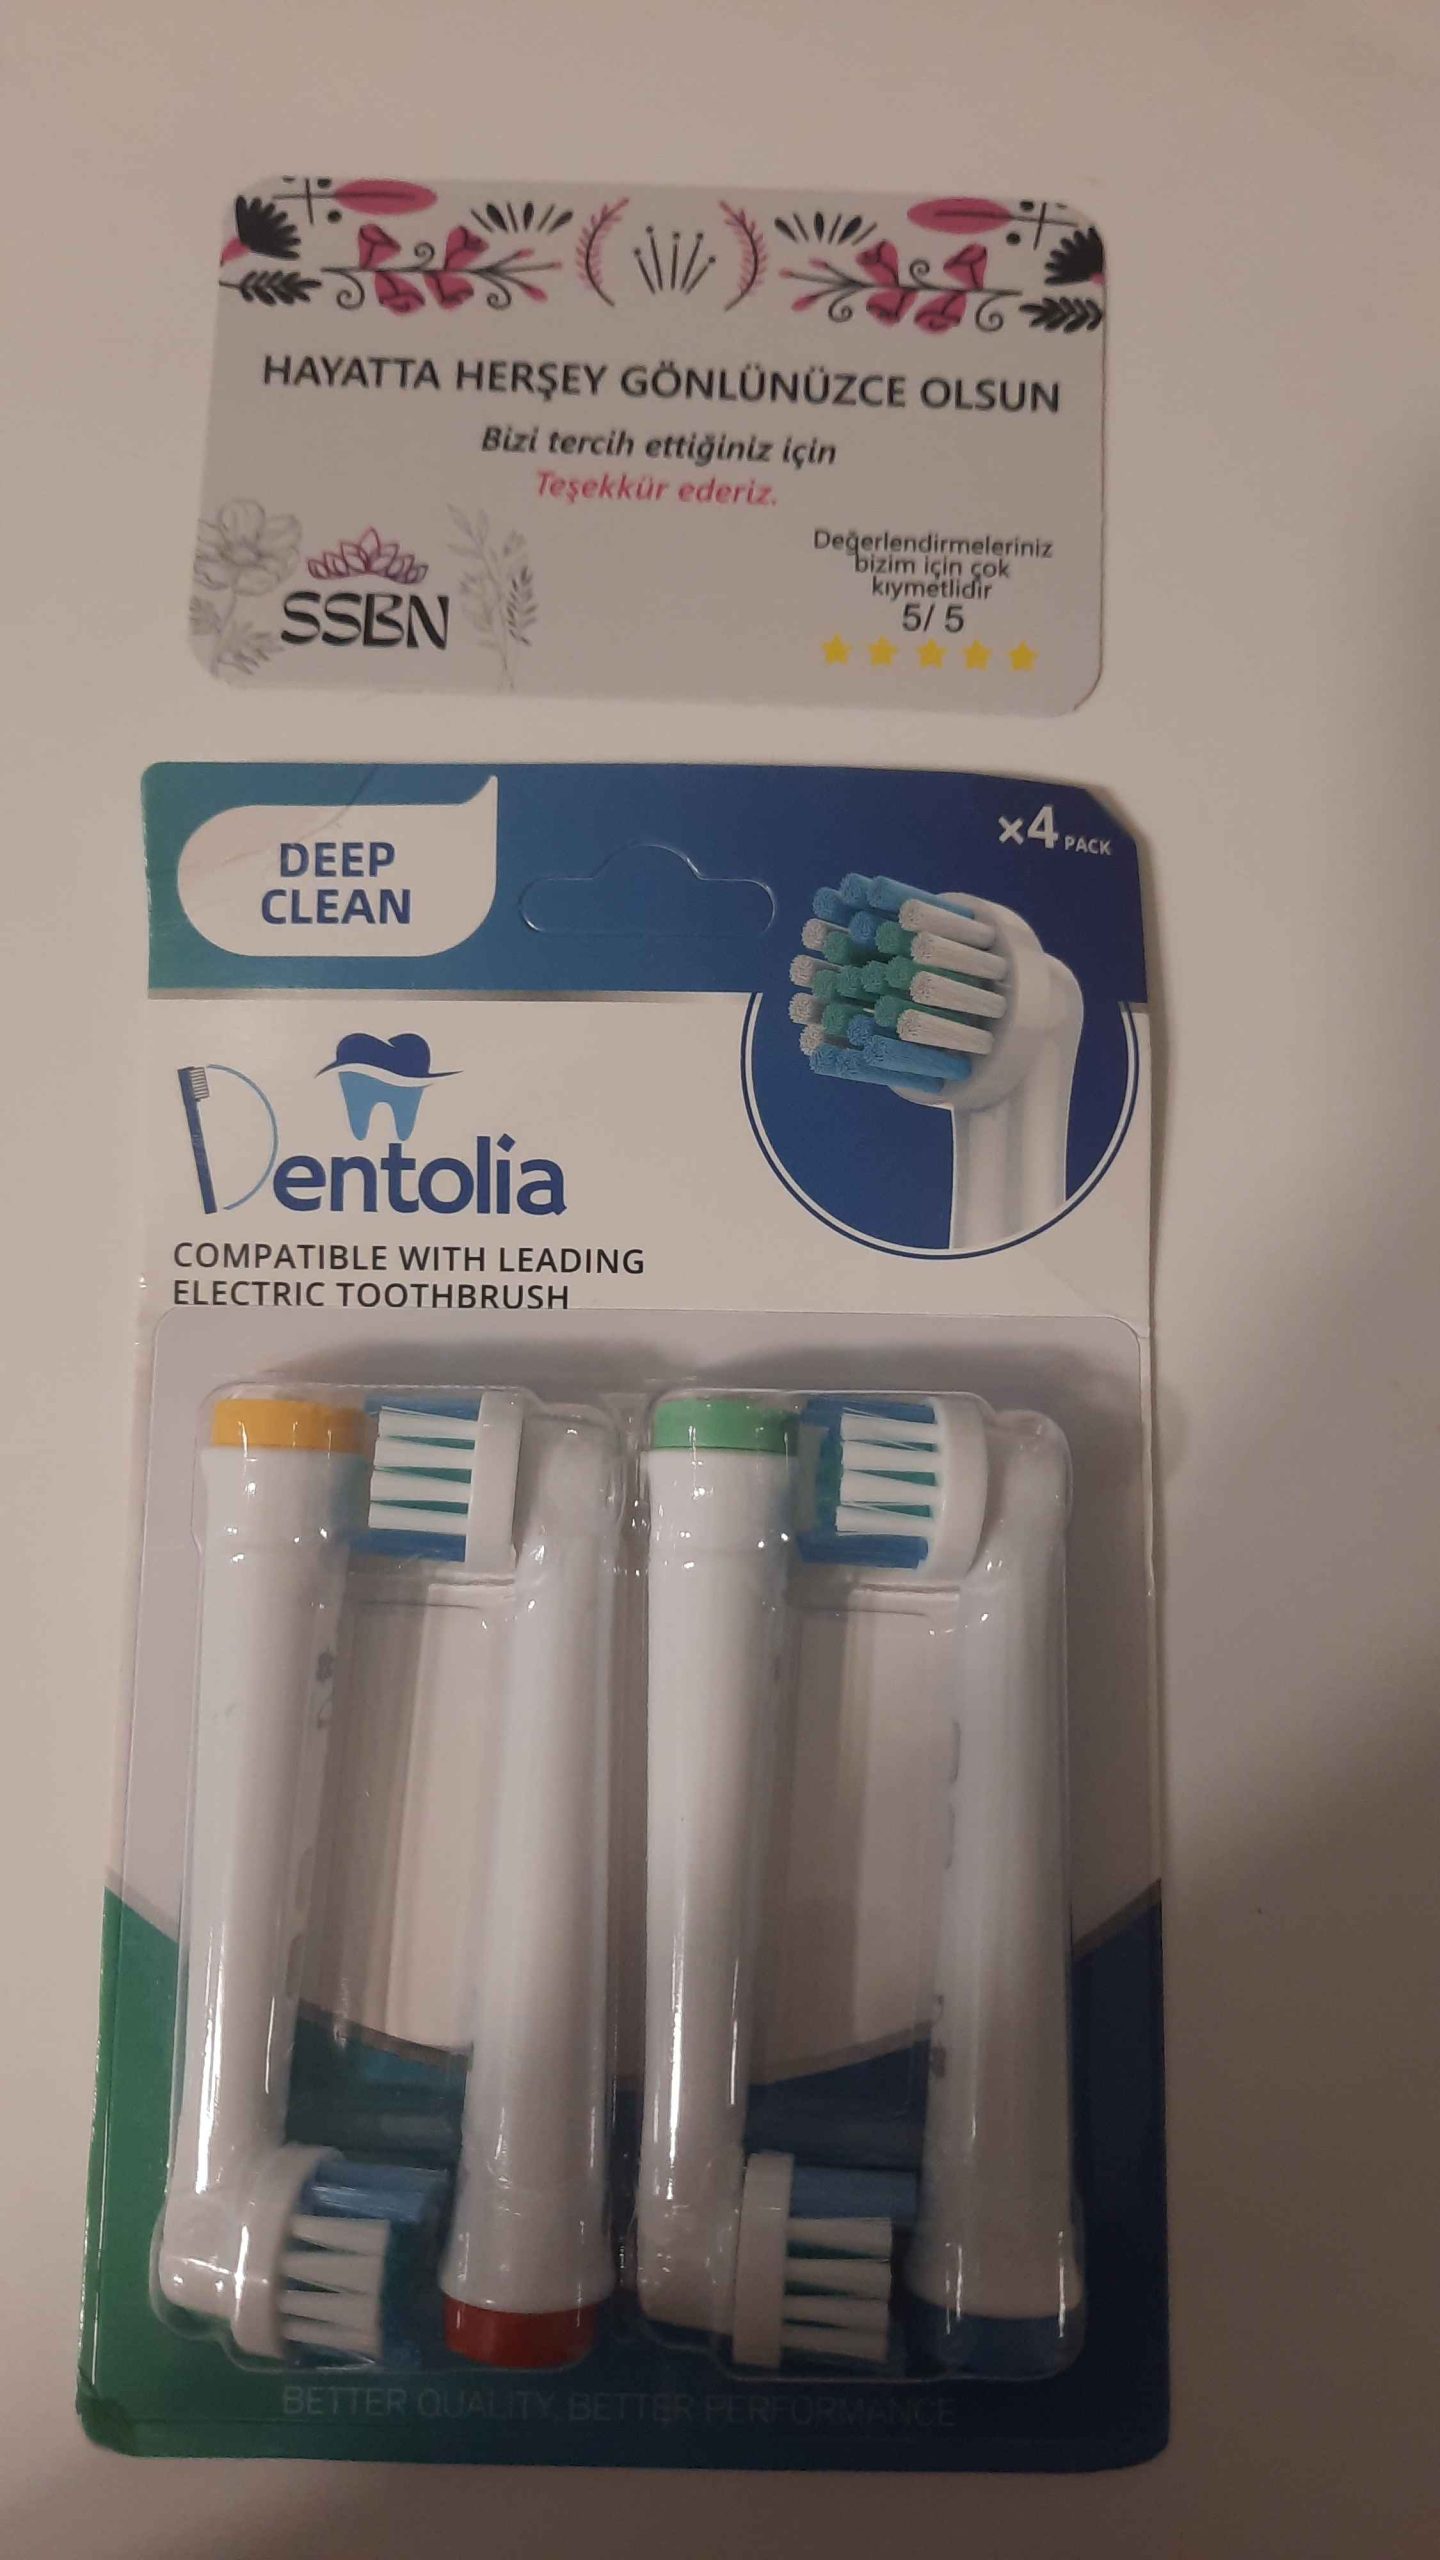 HAYATTA HERŞEY GÖNLÜNÜZCE OLSUN
Bizi tercih ettiğiniz için
Teşekkür ederiz.
Değerlendirmeleriniz
bizim için çok
kıymetlidir
5/ 5
SSBN
DEEP
CLEAN
x4 PACK
Dentolia
COMPATIBLE WITH LEADING
ELECTRIC TOOTHBRUSH
BETTER QUALITY, BETTER PERFORMANCE